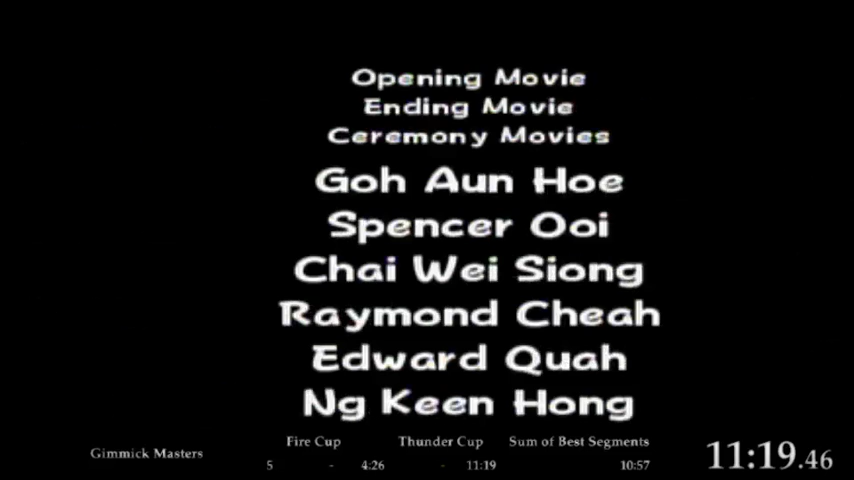 Opening Movie
Ending Movie
Ceremony Movies
Goh Aun Hoe
Spencer Ooi
Chai Wei Siong
Raymond Cheah
Edward Quah
Ng Keen Hong
Gimmick Masters
Fire Cup Thunder Cup Sum of Best Segments
5 - 4:26 - 11:19 10:57
11:19.46